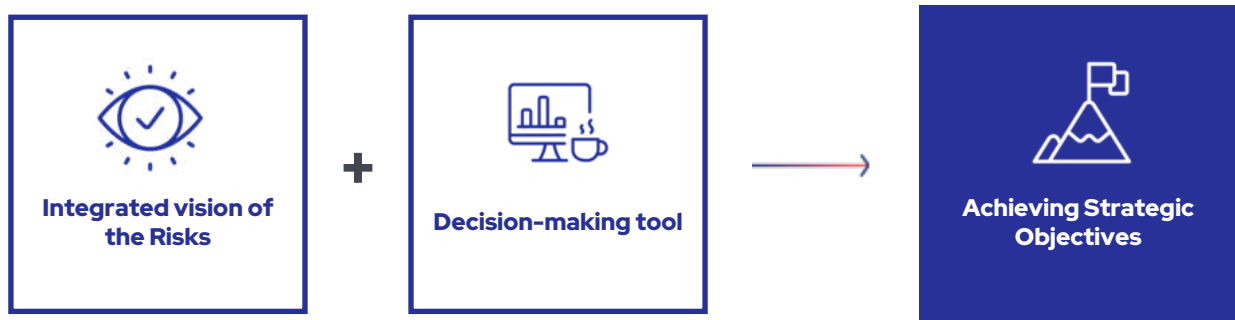 Integrated vision of
the Risks
+
Decision-making tool
Achieving Strategic
Objectives